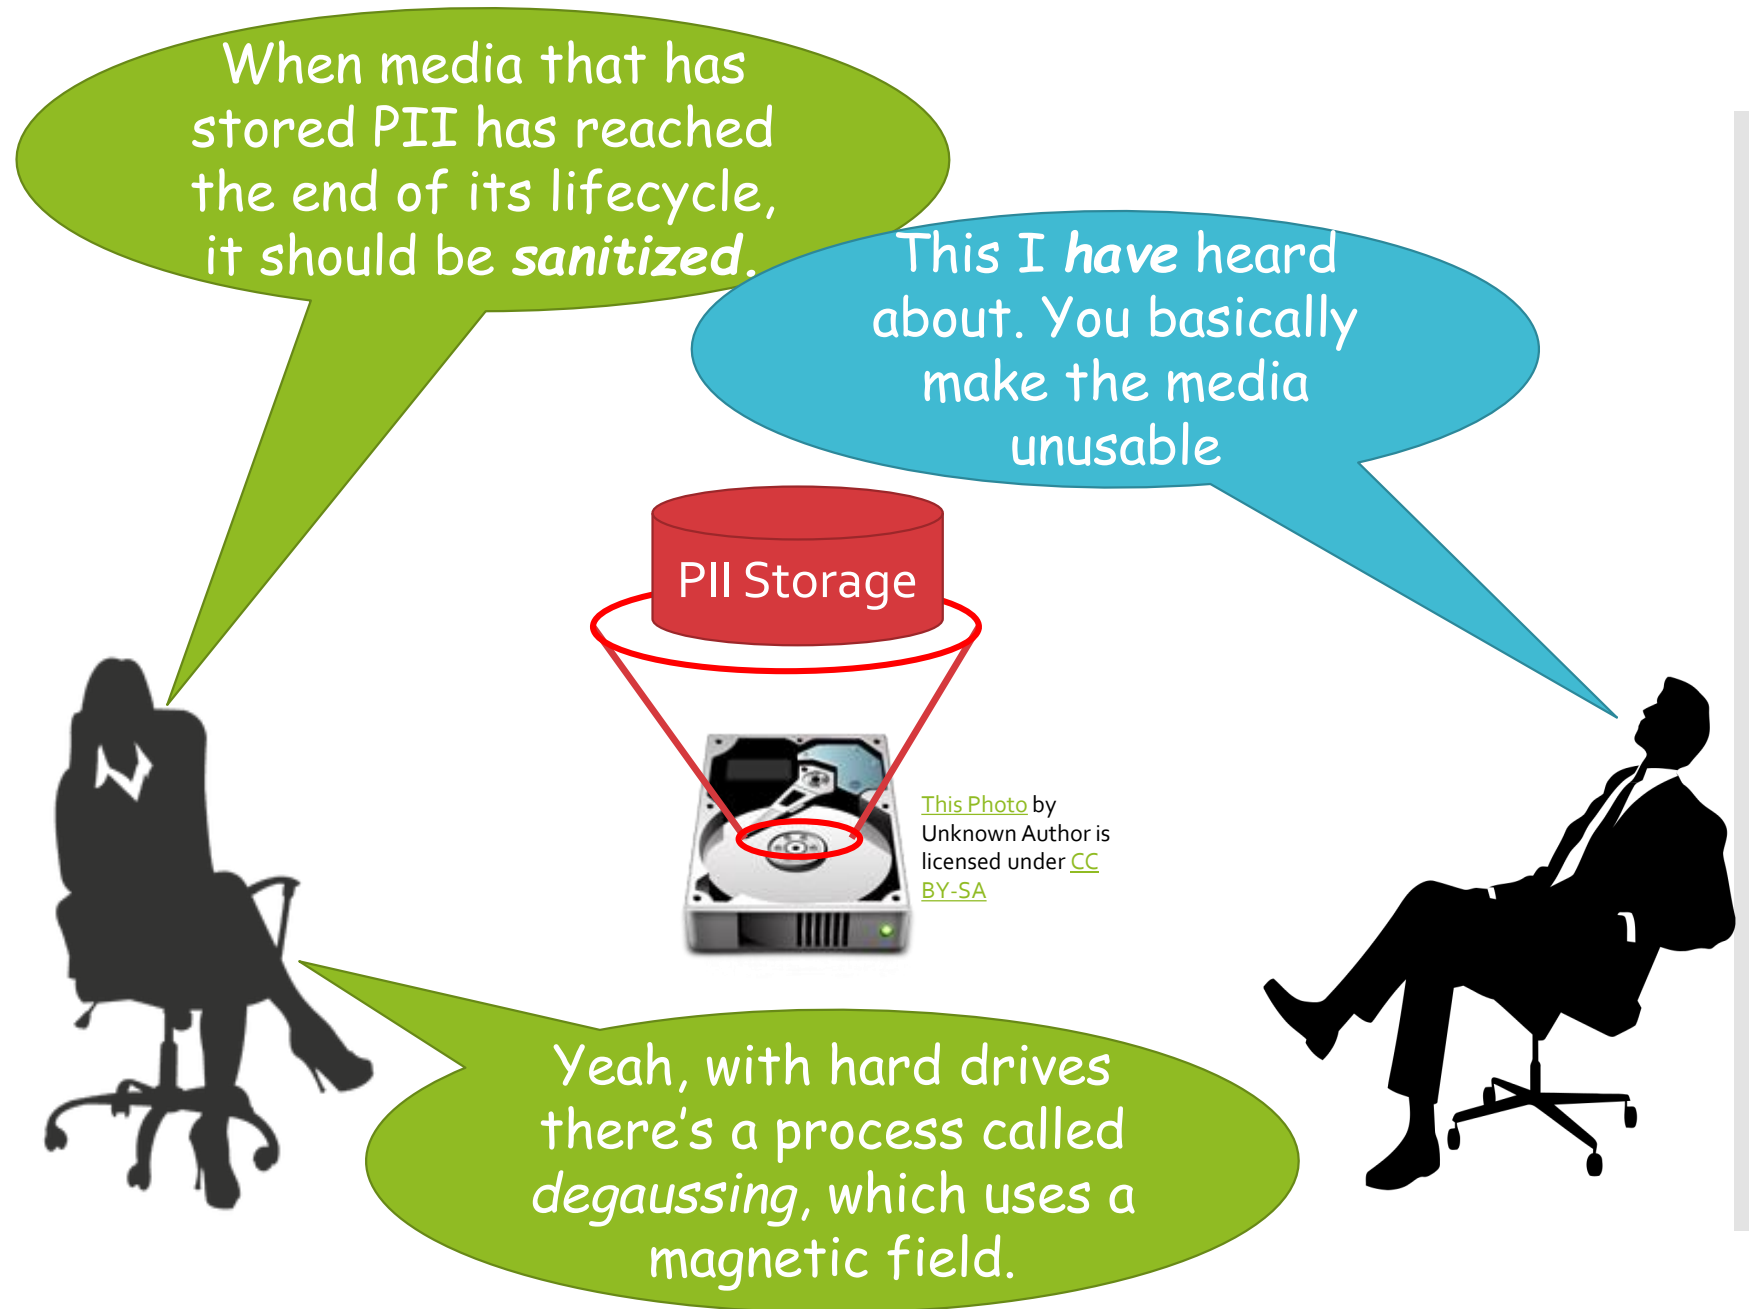 When media that has
stored PII has reached
the end of its lifecycle,
it should be sanitized.
This I have heard
about. You basically
make the media
unusable
PII Storage
This Photo by
Unknown Author is
licensed under CC
BY-SA
Yeah, with hard drives
there’s a process called
degaussing, which uses a
magnetic field.